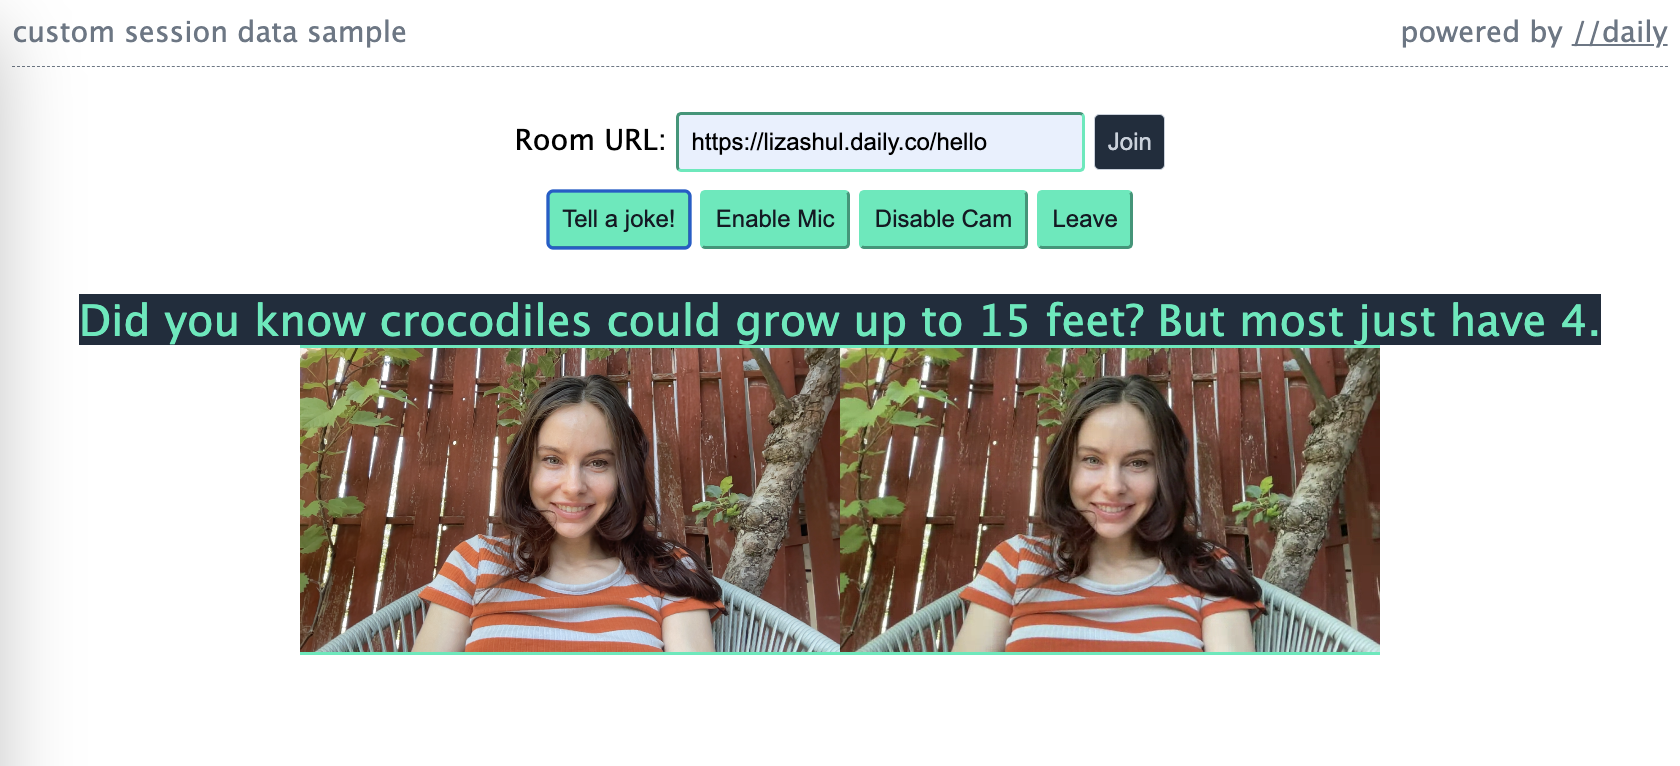 custom session data sample
powered by //daily
Room URL: https://lizashul.daily.co/hello Join
Tell a joke! Enable Mic Disable Cam Leave
Did you know crocodiles could grow up to 15 feet? But most just have 4.